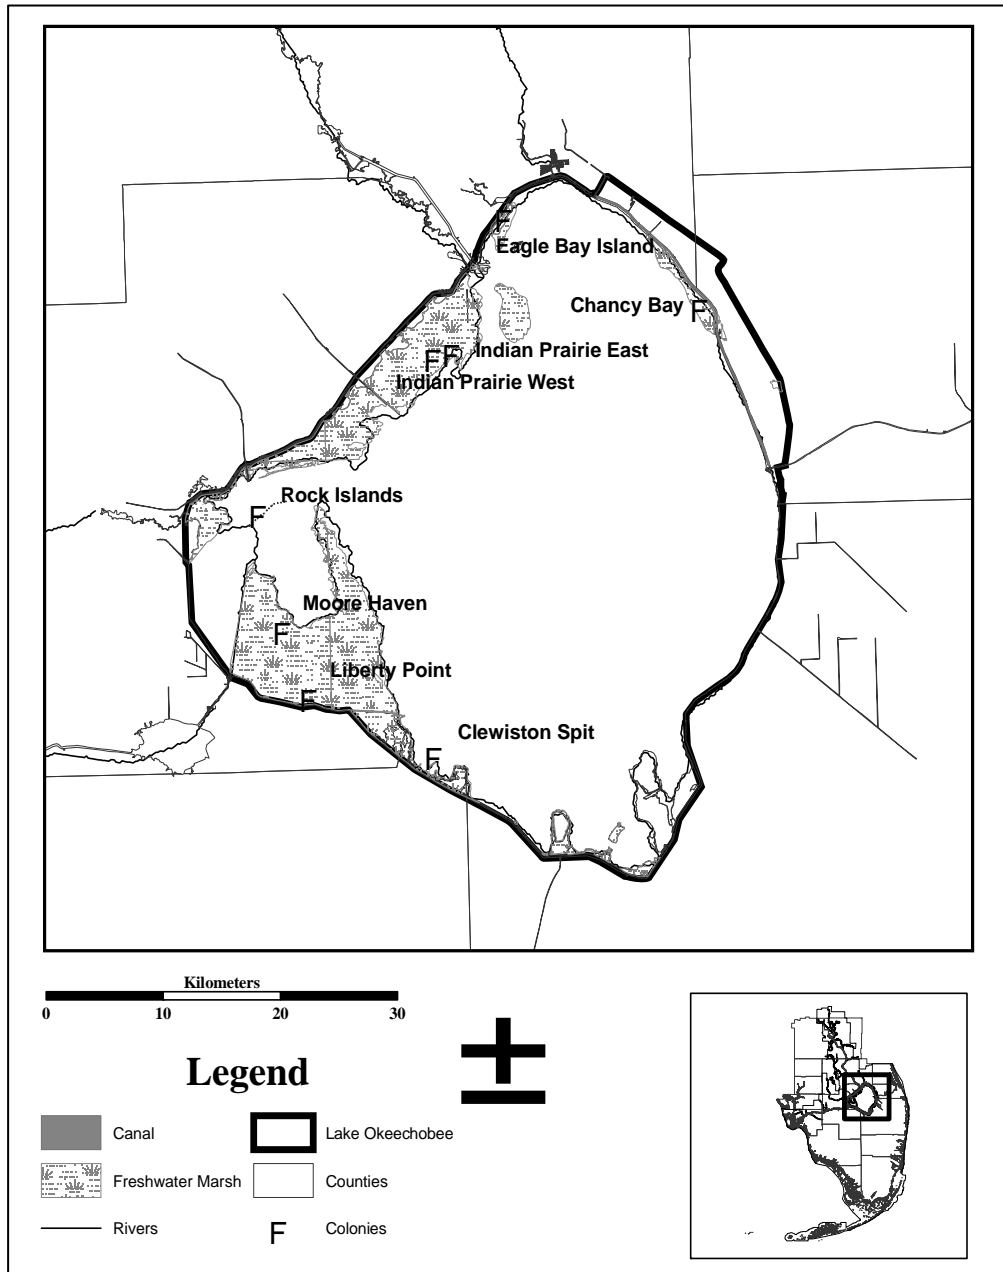 F
Eagle Bay Island
Chancy Bay F
F F Indian Prairie East
Indian Prairie West
Rock Islands
F
Moore Haven
F
Liberty Point
F
Clewiston Spit
F
Kilometers
0 10 20 30
±
Legend
Canal Lake Okeechobee
Freshwater Marsh Counties
Rivers F Colonies